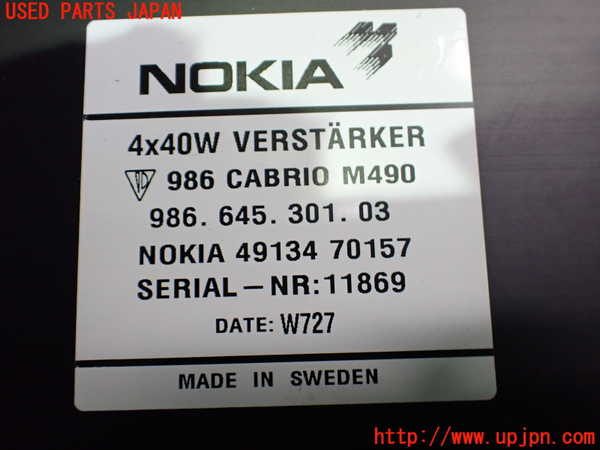 USED PARTS JAPAN
NOKIA
4x40W VERSTÄRKER
986 CABRIO M490
986. 645. 301. 03
NOKIA 49134 70157
SERIAL – NR: 11869
DATE: W727
MADE IN SWEDEN
http://www.upjpn.com